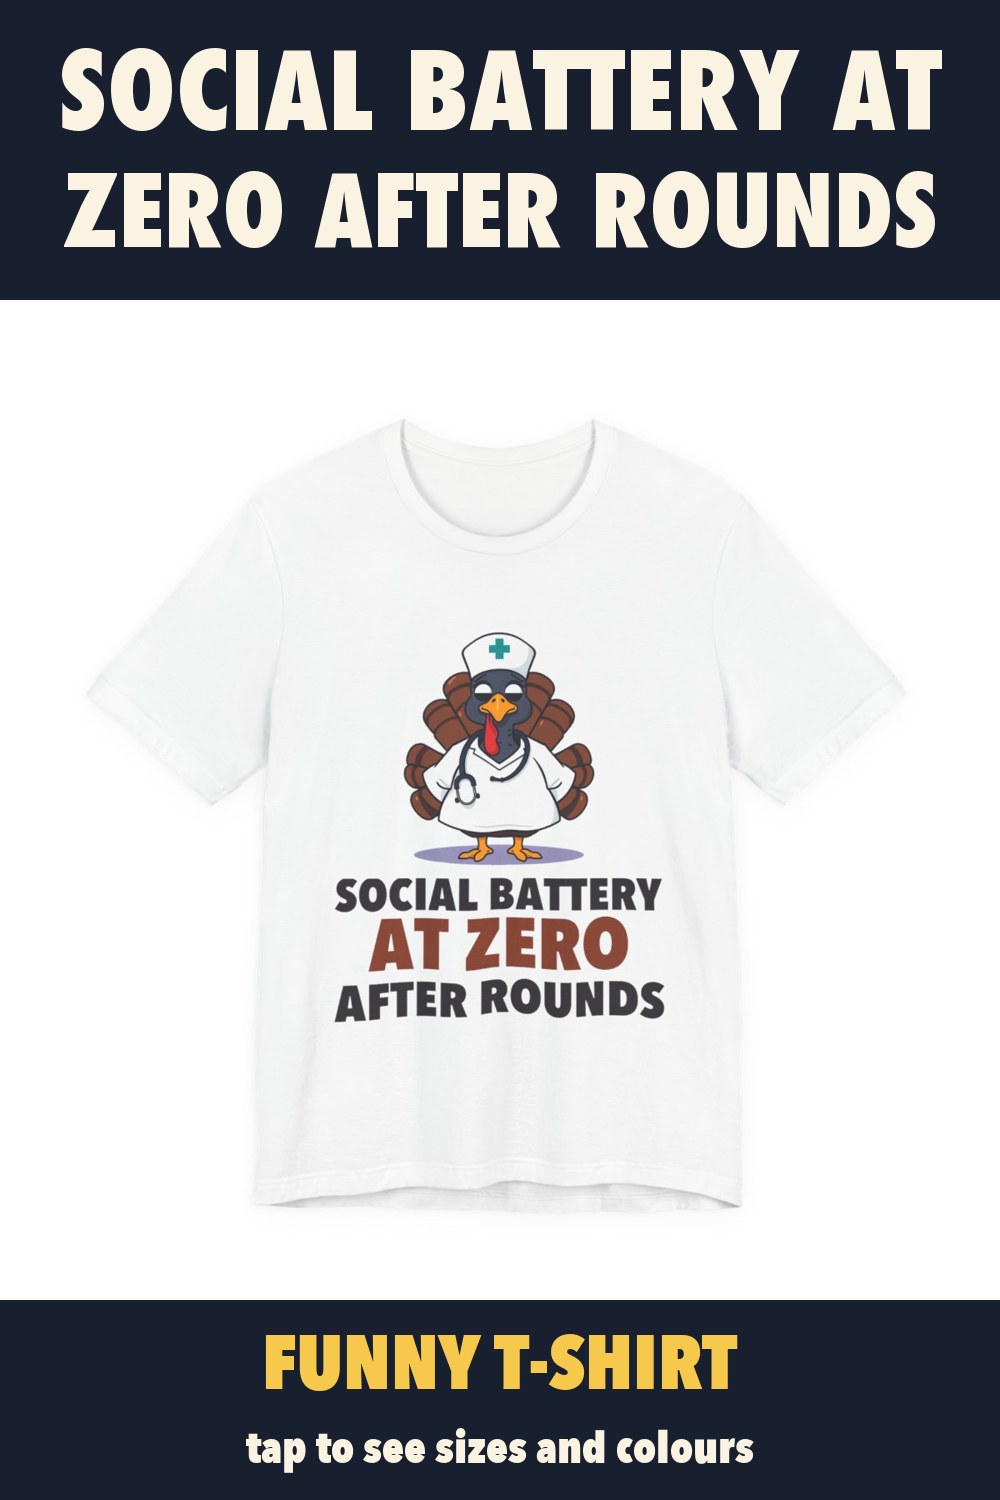 SOCIAL BATTERY AT
ZERO AFTER ROUNDS
SOCIAL BATTERY
AT ZERO
AFTER ROUNDS
FUNNY T-SHIRT
tap to see sizes and colours